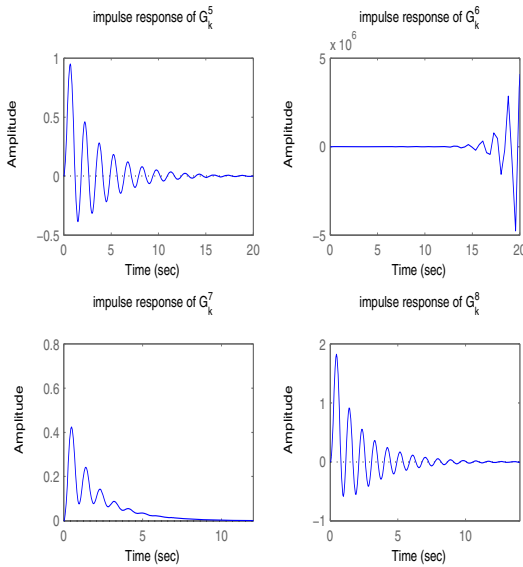 impulse response of G_k^5
1
0.5
0
−0.5
0 5 10 15 20
Amplitude
Time (sec)
impulse response of G_k^6
5 × 10^6
0
−5
0 5 10 15 20
Amplitude
Time (sec)
impulse response of G_k^7
0.8
0.6
0.4
0.2
0
0 5 10
Amplitude
Time (sec)
impulse response of G_k^8
2
1
0
−1
0 5 10
Amplitude
Time (sec)